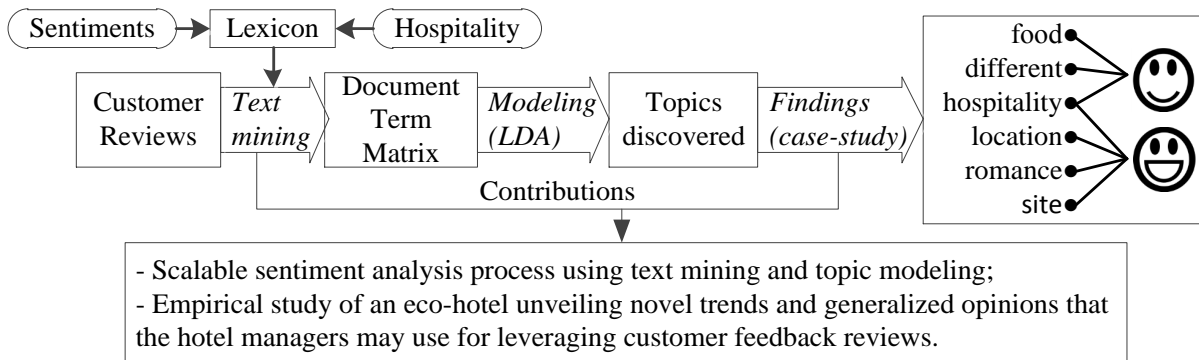 Sentiments
Lexicon
Hospitality
Customer
Reviews
Text
mining
Document
Term
Matrix
Modeling
(LDA)
Topics
discovered
Findings
(case-study)
food
different
hospitality
location
romance
site
Contributions
- Scalable sentiment analysis process using text mining and topic modeling;
- Empirical study of an eco-hotel unveiling novel trends and generalized opinions that
the hotel managers may use for leveraging customer feedback reviews.